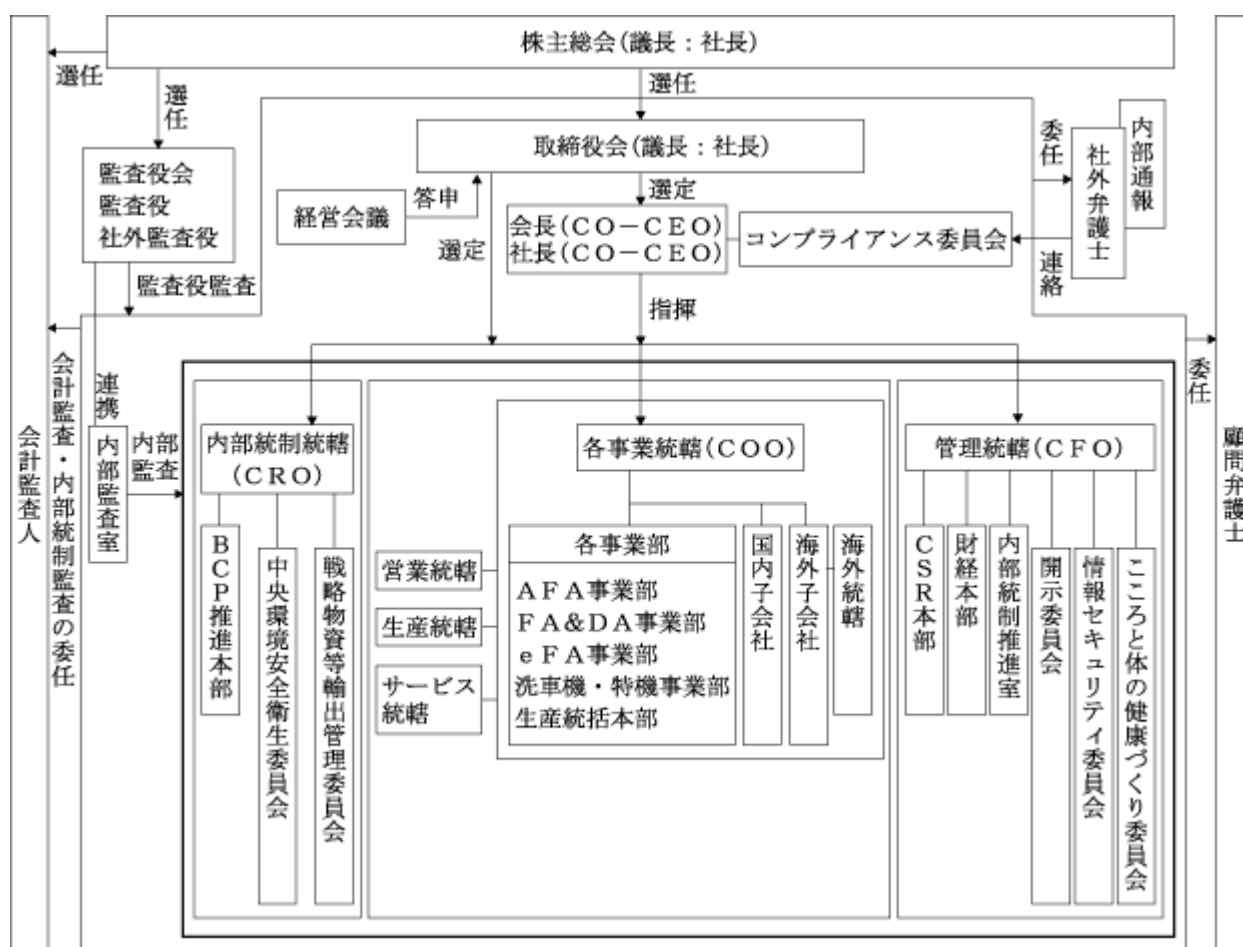 株主総会(議長:社長)
選任
選任
選任
取締役会(議長:社長)
委任
社外弁護士
内部通報
監査役会
監査役
社外監査役
経営会議
答申
選定
選定
会長(CO-CEO)
社長(CO-CEO)
コンプライアンス委員会
連絡
監査役監査
指揮
会計監査人
会計監査・内部統制監査の委任
連携
内部監査室
内部
監査
委任
顧問弁護士
内部統制統轄
(CRO)
BCP推進本部
中央環境安全衛生委員会
戦略物資等輸出管理委員会
各事業統轄(COO)
営業統轄
生産統轄
サービス
統轄
各事業部
AFA事業部
FA&DA事業部
eFA事業部
洗車機・特機事業部
生産統括本部
国内子会社
海外子会社
海外統轄
管理統轄(CFO)
CSR本部
財経本部
内部統制推進室
開示委員会
情報セキュリティ委員会
こころと体の健康づくり委員会